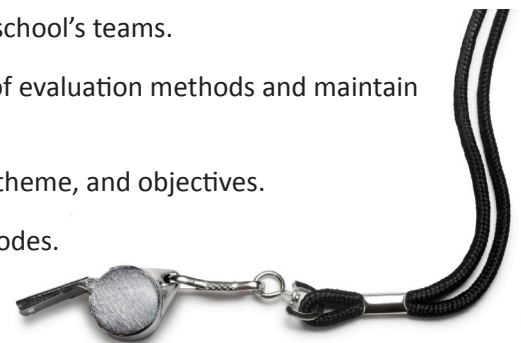 school’s teams.
of evaluation methods and maintain
theme, and objectives.
odes.